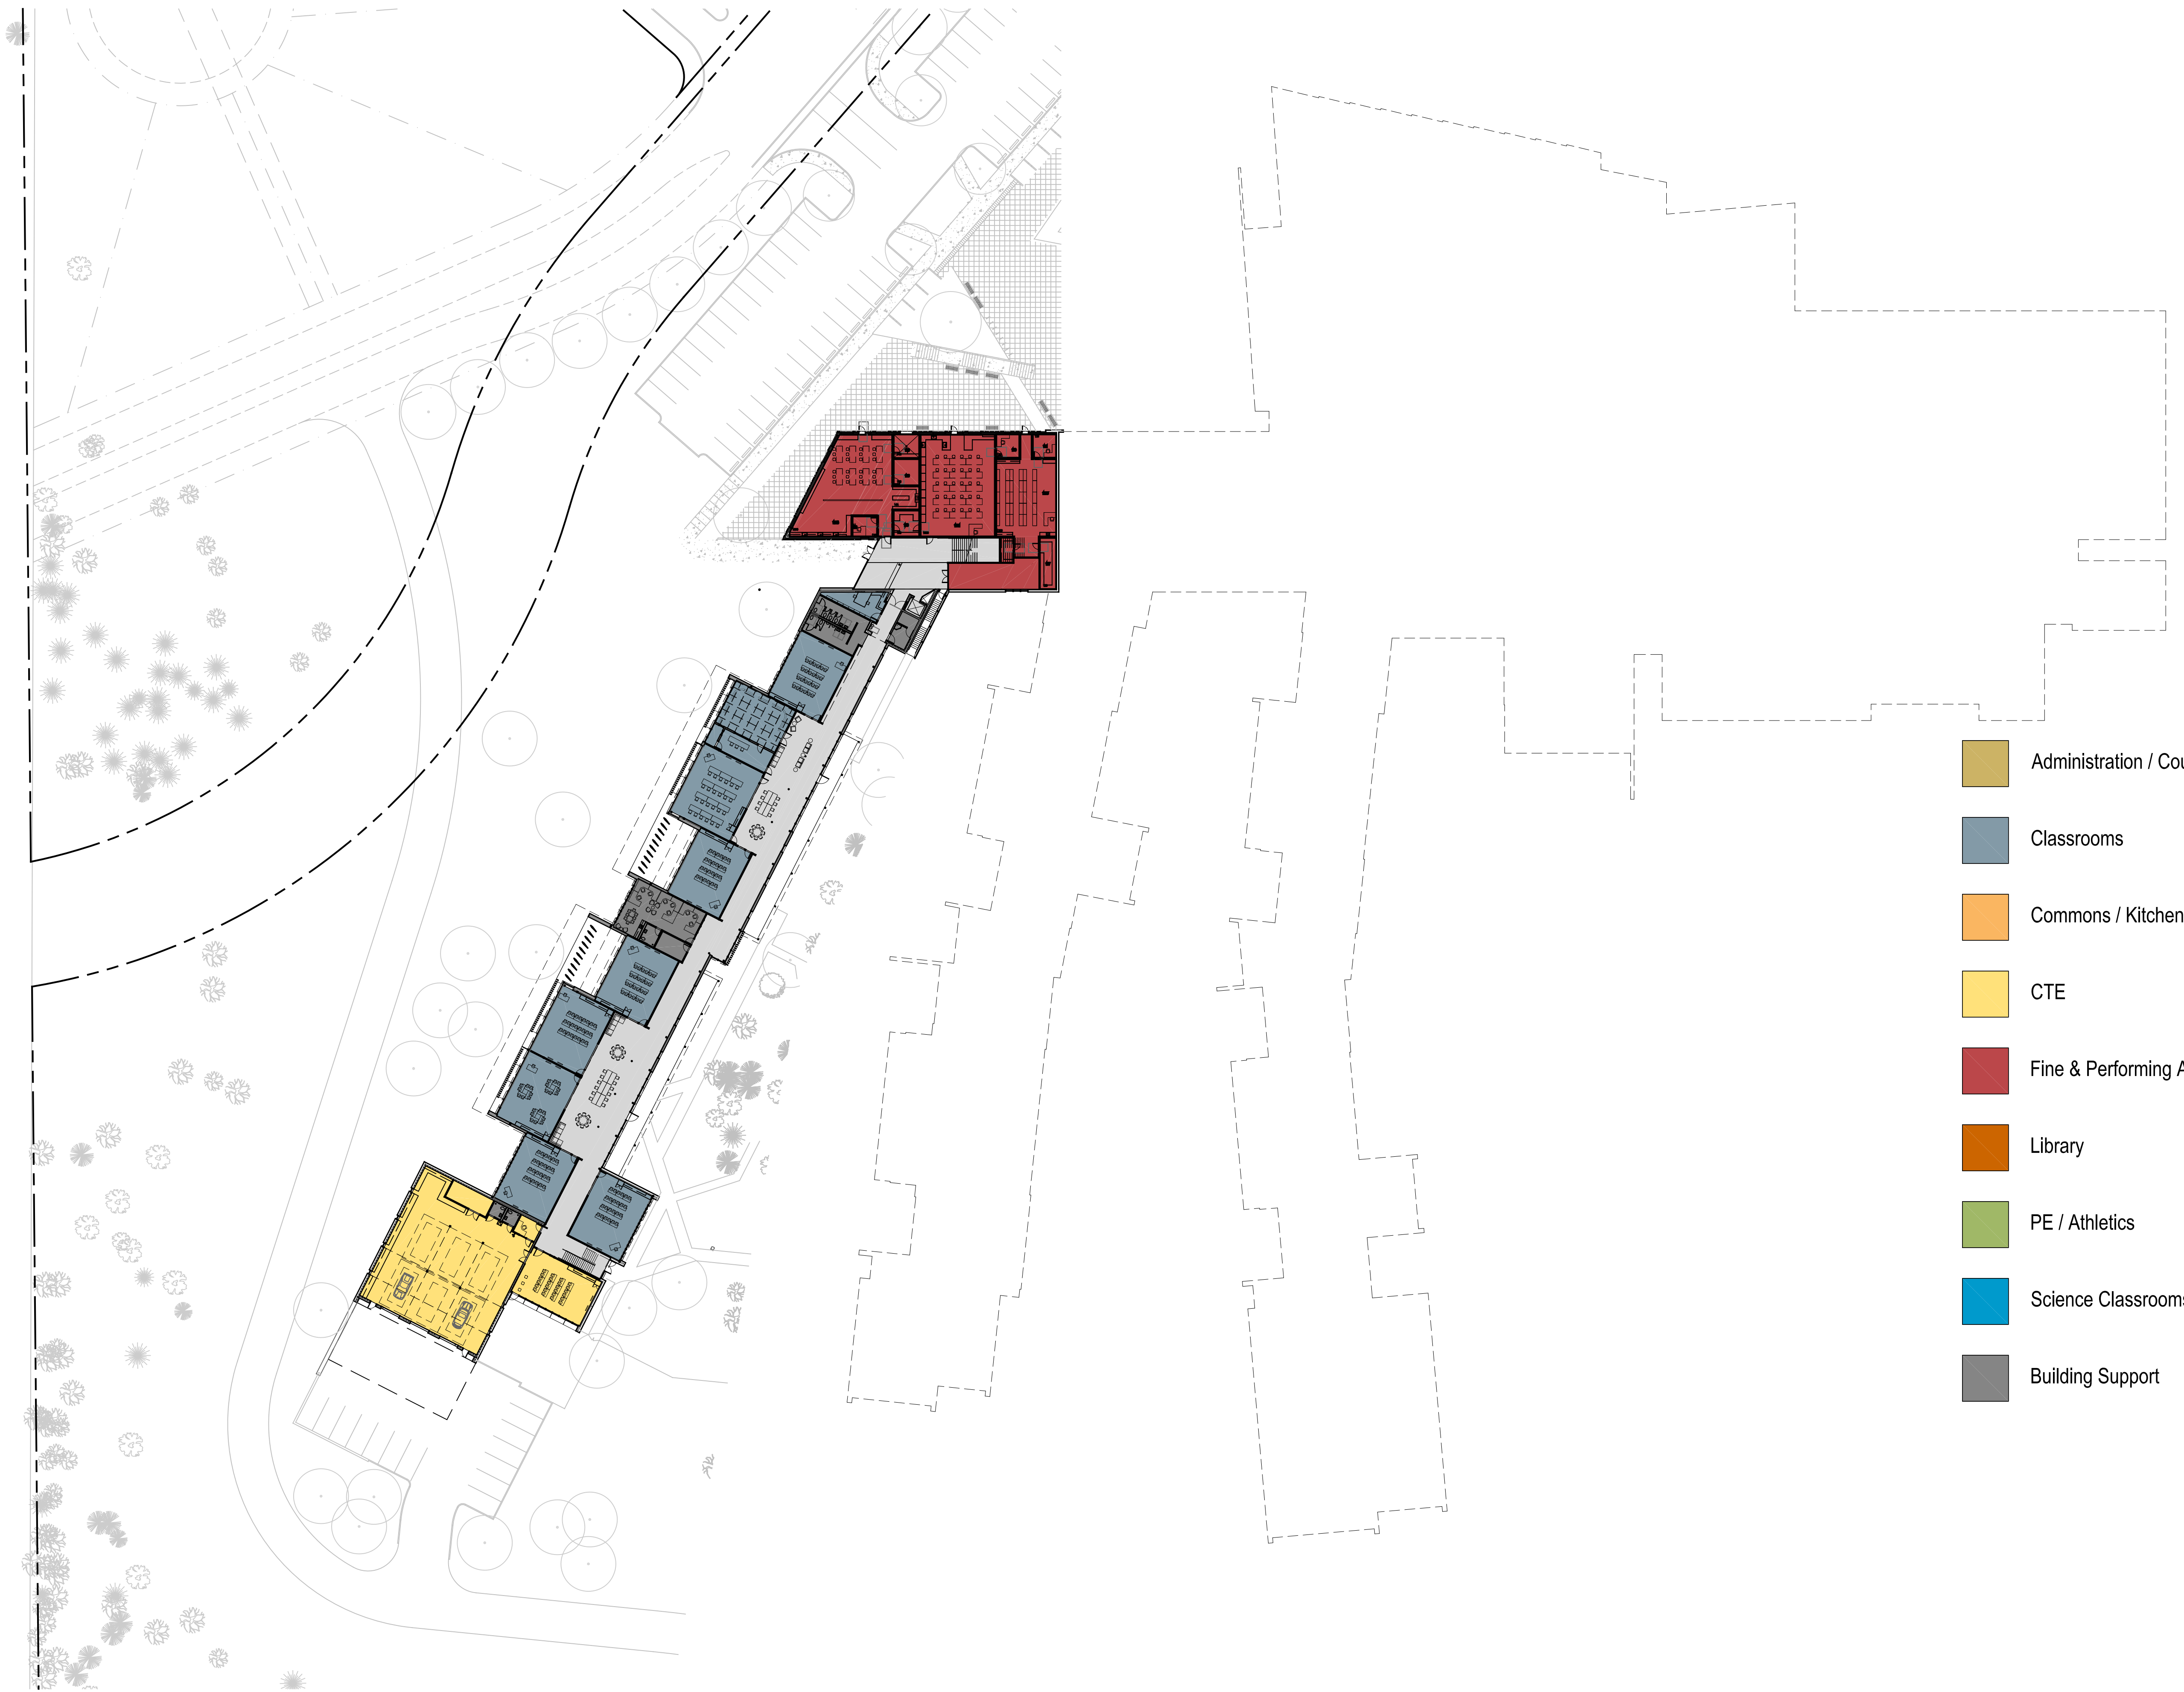 Administration / Cou
Classrooms
Commons / Kitchen
CTE
Fine & Performing A
Library
PE / Athletics
Science Classrooms
Building Support